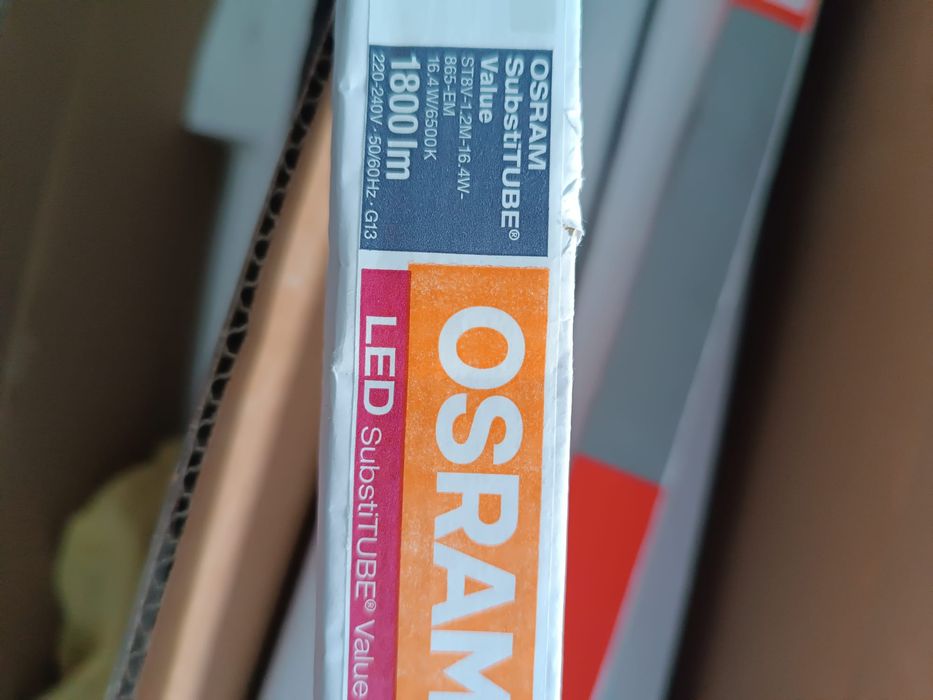 OSRAM
SubstiTUBE®
Value
ST8V-1.2M-16.4W-
865-EM
16.4W/6500K
1800 lm
220-240V · 50/60Hz · G13
OSRAM
LED SubstiTUBE® Value